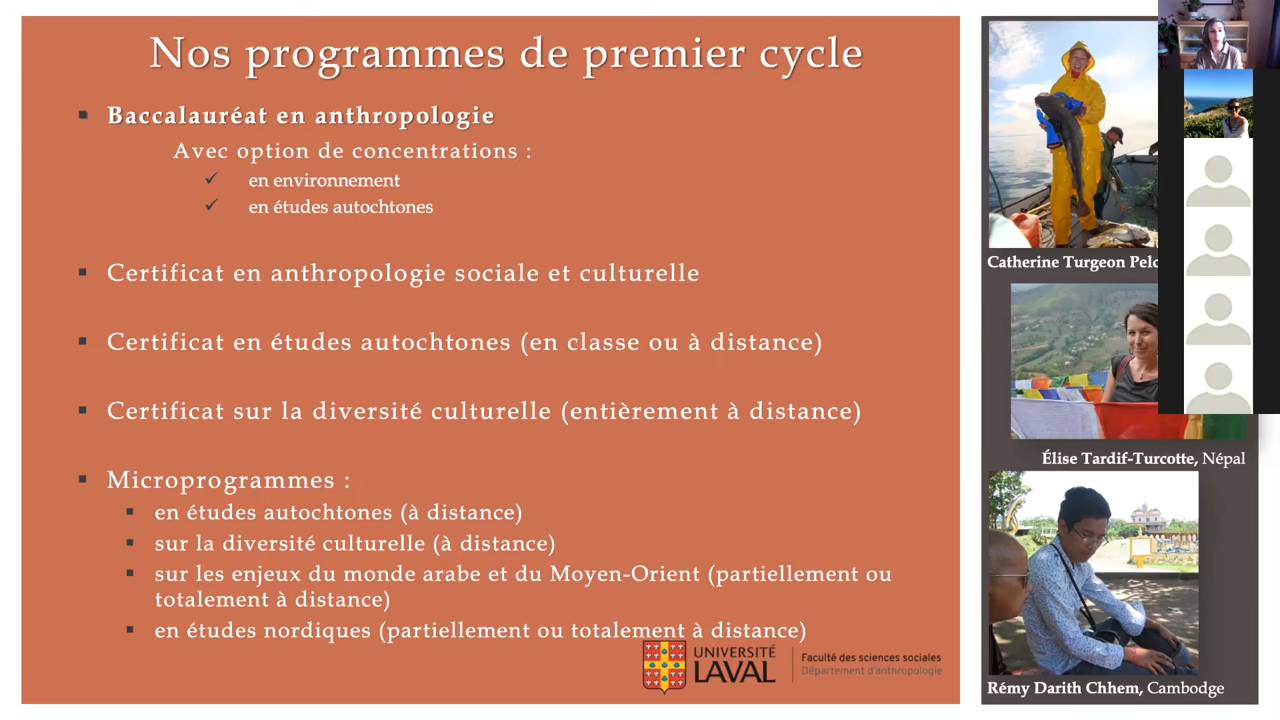 Nos programmes de premier cycle
Baccalauréat en anthropologie
Avec option de concentrations :
en environnement
en études autochtones
Certificat en anthropologie sociale et culturelle
Certificat en études autochtones (en classe ou à distance)
Certificat sur la diversité culturelle (entièrement à distance)
Microprogrammes :
en études autochtones (à distance)
sur la diversité culturelle (à distance)
sur les enjeux du monde arabe et du Moyen-Orient (partiellement ou
totalement à distance)
en études nordiques (partiellement ou totalement à distance)
UNIVERSITÉ
LAVAL
Faculté des sciences sociales
Département d'anthropologie
Catherine Turgeon
Élise Tardif-Turcotte, Népal
Rémy Darith Chhem, Cambodge